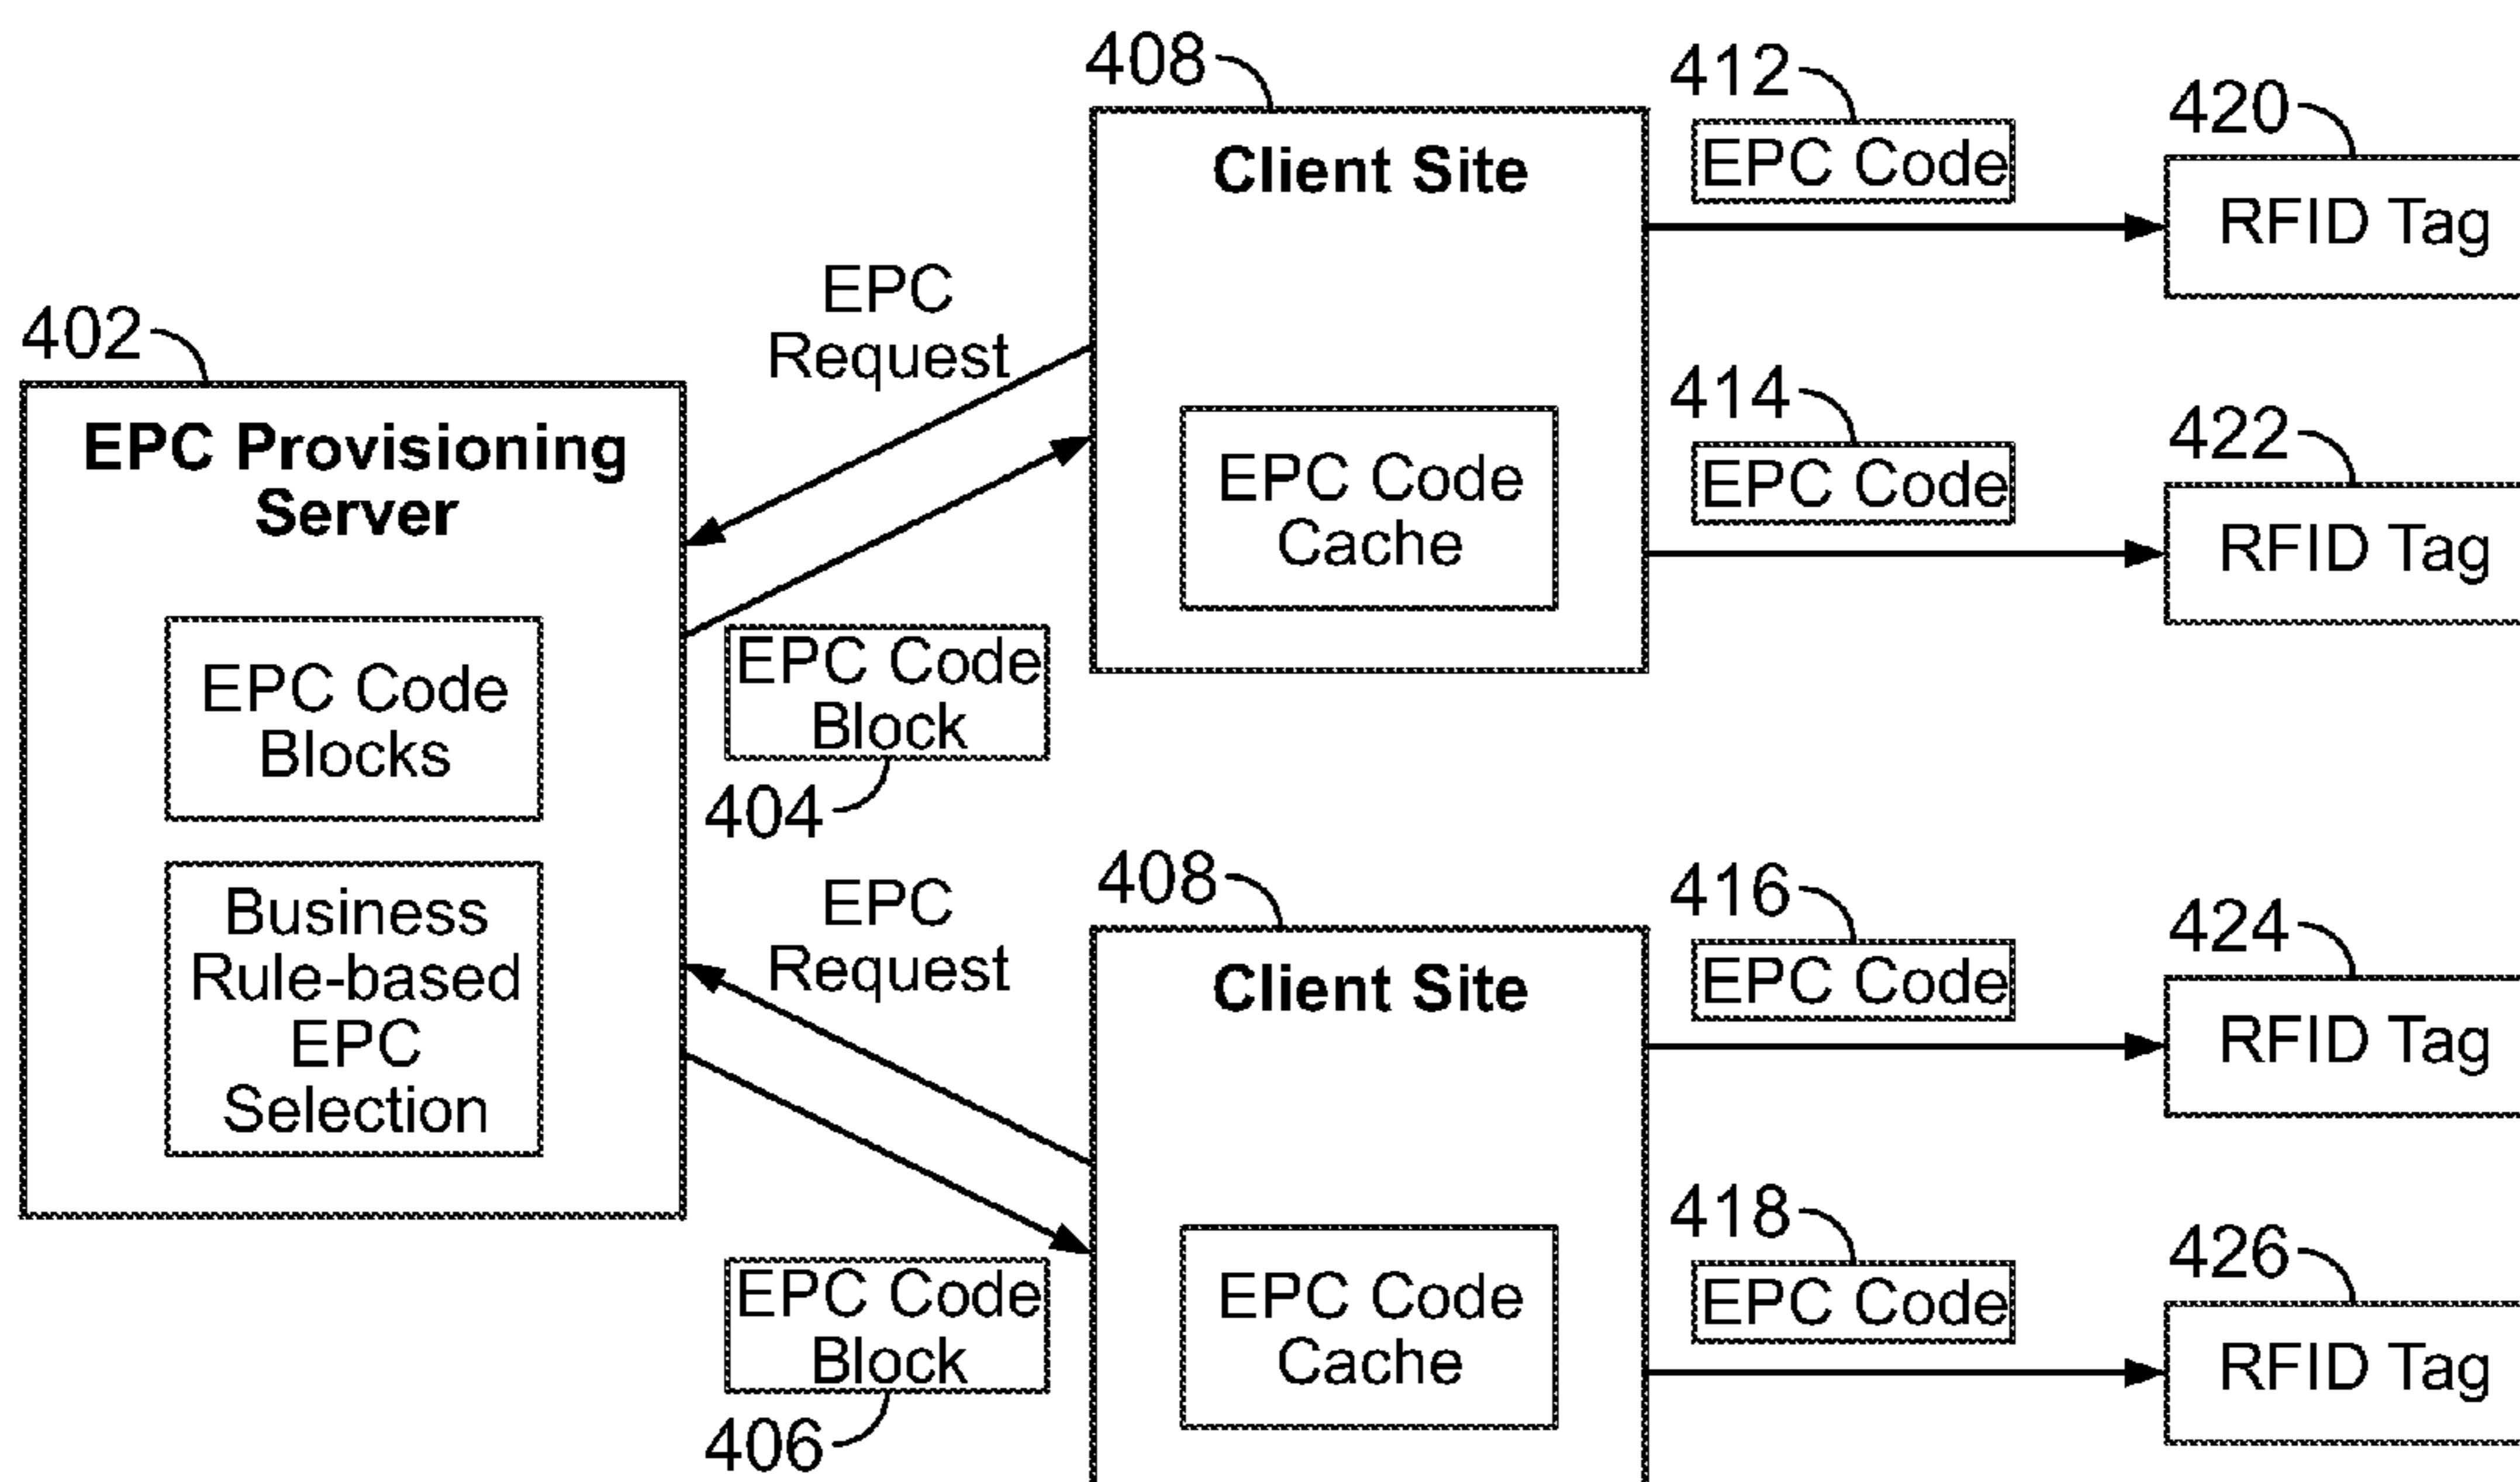 402
EPC Provisioning
Server
EPC Code
Blocks
Business
Rule-based
EPC
Selection
EPC
Request
EPC Code
Block
404
EPC
Request
EPC Code
Block
406
408
Client Site
EPC Code
Cache
408
Client Site
EPC Code
Cache
412
EPC Code
414
EPC Code
416
EPC Code
418
EPC Code
420
RFID Tag
422
RFID Tag
424
RFID Tag
426
RFID Tag